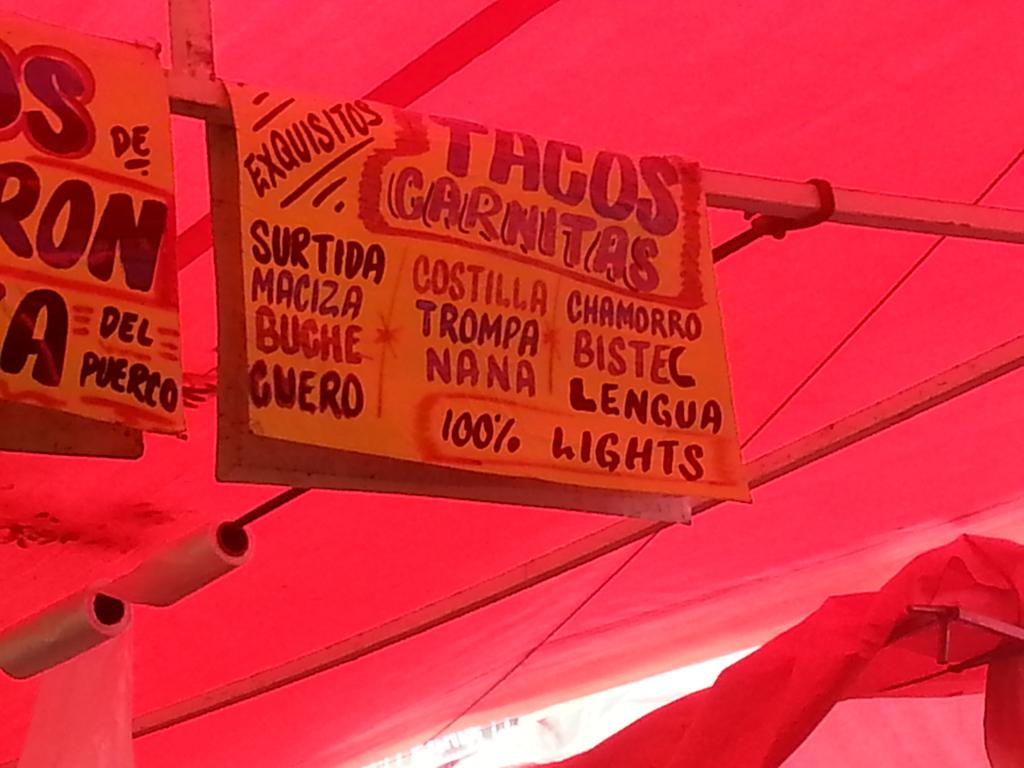 OS
DE
RON
A DEL
PUERCO
EXQUISITOS
TACOS
CARNITAS
SURTIDA
MACIZA
BUCHE
CUERO
COSTILLA
TROMPA
NANA
CHAMORRO
BISTEC
LENGUA
100% LIGHTS